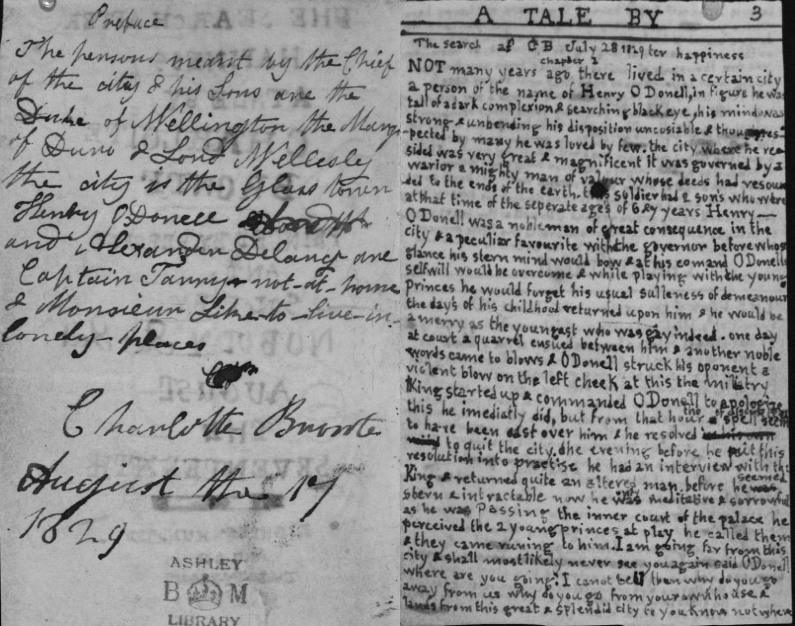 Preface
The persons meant by the Chief
of the city & his Sons are the
Duke of Wellington the Marq
of Duro & Lord Wellesley
the city is the Glass town
Henry ODonell
and Alexander Delancy are
Captain Tarry-not-at-home
& Monsieur Like-to-live-in-
lonely-places
Charlotte Bronte
August the 17
1829
ASHLEY
B M
LIBRARY
A TALE BY 3
The search af CB July 28 1829 ter happiness
chapter 1
NOT many years ago there lived in a certain city
a person of the name of Henry O Donell, in figure he was
tall of a dark complexion & searching black eye, his mind was
strong & unbending his disposition uncosiable & though res-
-pected by many he was loved by few. the city where he re
sided was very great & magnificent It was governed by a
warior a mighty man of valour whose deeds had resoun
ded to the ends of the earth. this soldier had 2 sons who were
at that time of the seperate ages of 6 & 7 years Henry—
O Donell was a nobleman of great consequence in the
city & a peculiar favourite with the governor before whose
glance his stern mind would bow & at his comand O Donells
selfwill would be overcome & while playing with the young
Princes he would forget his usual sulleness of demeanour
the days of his childhood returned upon him & he would be
a merry as the youngest who was gay indeed. one day
at court a quarrel ensued between him & another noble
words came to blows & O Donell struck his oponent a
violent blow on the left cheek at this the military
King started up & commanded O Donell to apologize
this he imediatly did, but from that hour a spell seem
to have been cast over him & he resolved
to quit the city. the evening before he put this
resolution into practise he had an interview with the
King & returned quite an altered man. before he seemed
stern & intractable now he was only meditative & sorrowful
as he was Passing the inner court of the palace he
perceived the 2 young princes at play he called them
& they came runing to him. I am going far from this
city & shall most likely never see you again said O Donell
where are you going? I canot tell then why do you go
away from us why do you go from your own house &
lands from this great & splendid city to you know not where